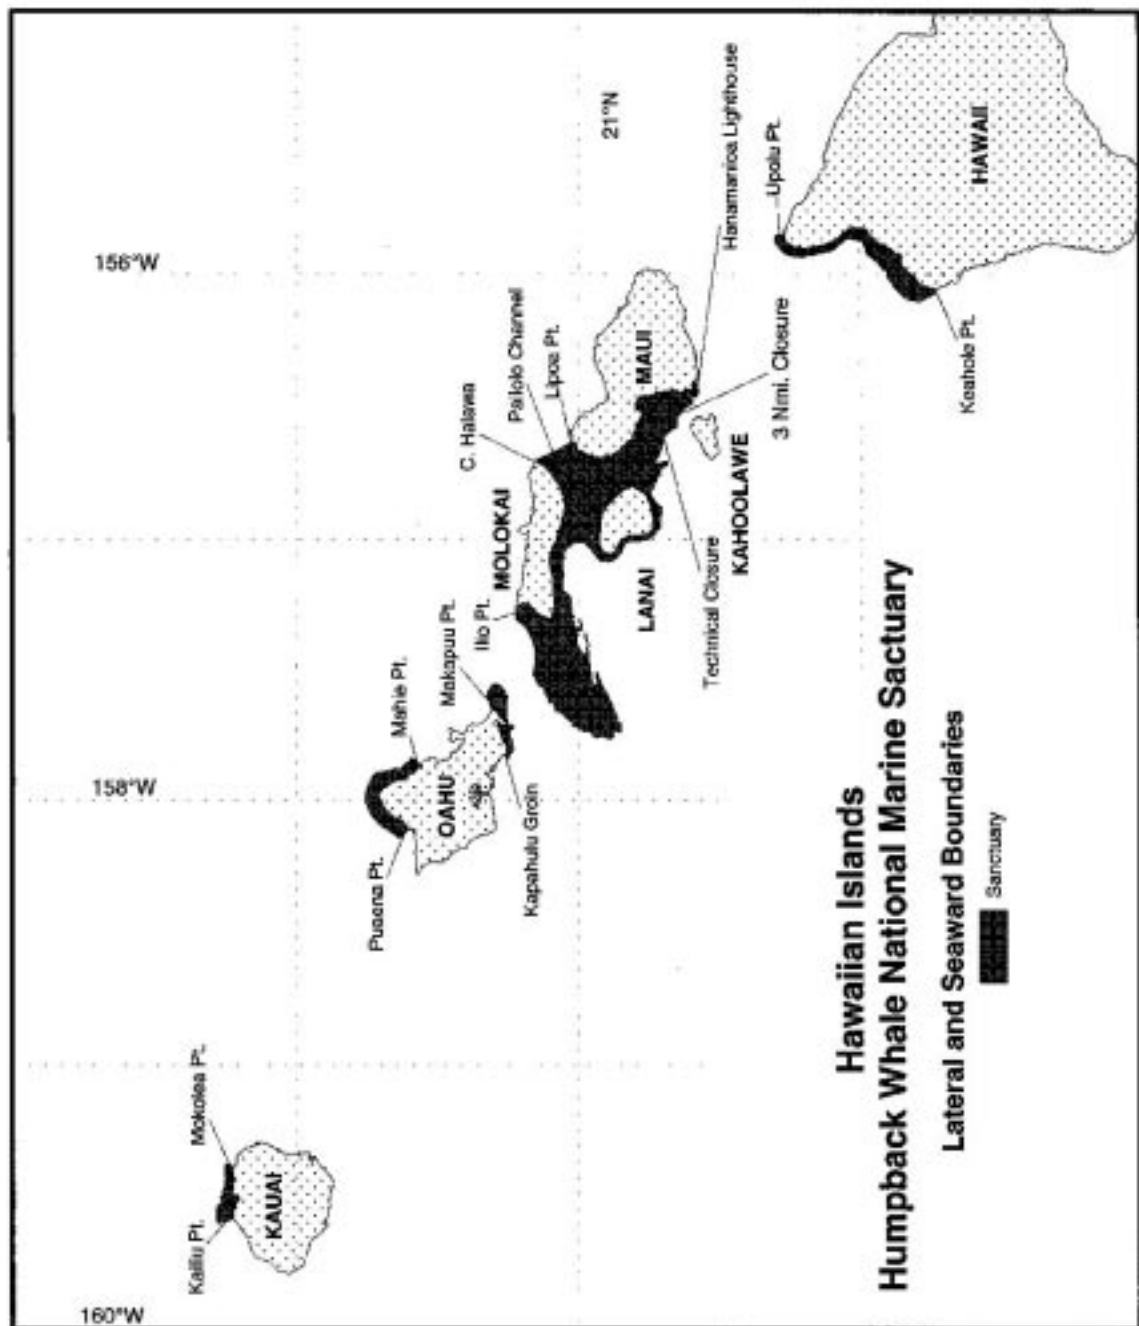 160°W
158°W
156°W
21°N
Kailiu Pt.
Mokolea Pt.
KAUAI
Puaena Pt.
Mahie Pt.
OAHU
Makapuu Pt.
Kapahulu Groin
Ilio Pt.
MOLOKAI
C. Halawa
Pailolo Channel
Lipoa Pt.
MAUI
LANAI
KAHOOLAWE
Technical Closure
3 Nmi. Closure
Hanamanioa Lighthouse
Upolu Pt.
HAWAII
Keahole Pt.
Hawaiian Islands
Humpback Whale National Marine Sactuary
Lateral and Seaward Boundaries
Sanctuary